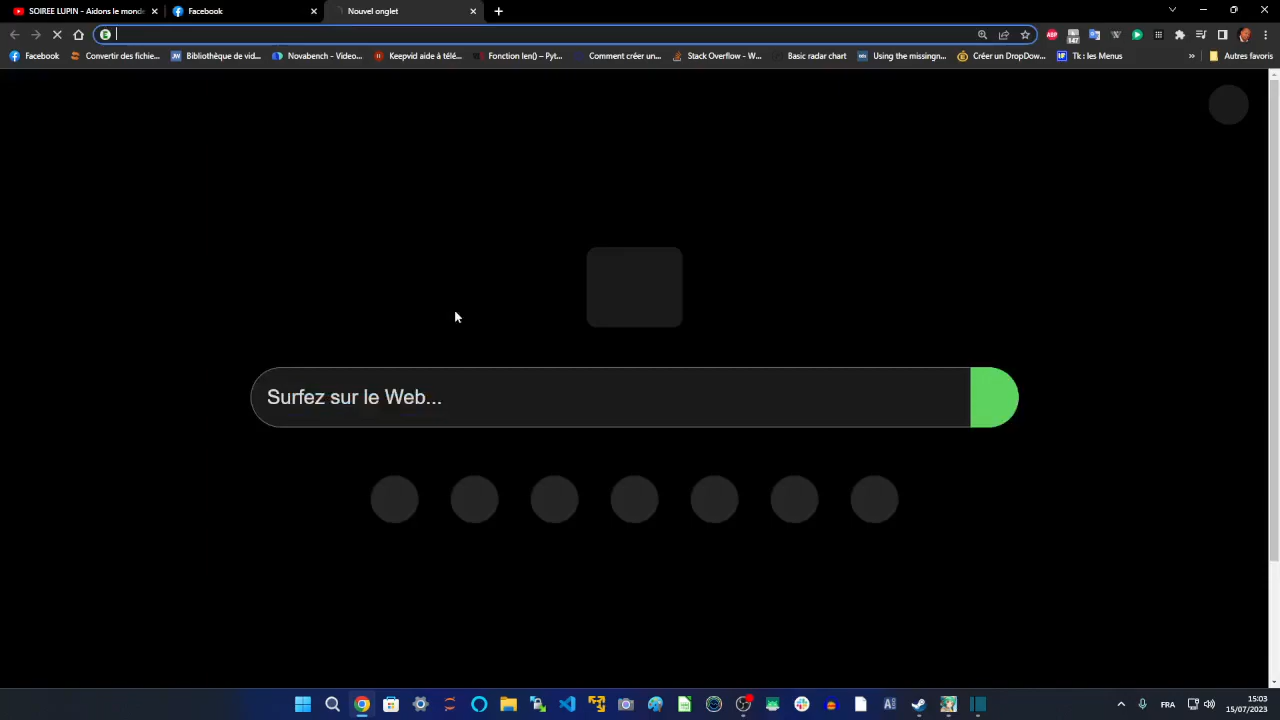 SOIREE LUPIN - Aidons le monde
Facebook
Nouvel onglet
Facebook
Convertir des fichie...
Bibliothèque de vid...
Novabench - Video...
Keepvid aide à télé...
Fonction len() – Pyt...
Comment créer un...
Stack Overflow - W...
Basic radar chart
Using the missingn...
Créer un DropDow...
Tk : les Menus
»
Autres favoris
Surfez sur le Web...
FRA
15:03
15/07/2023